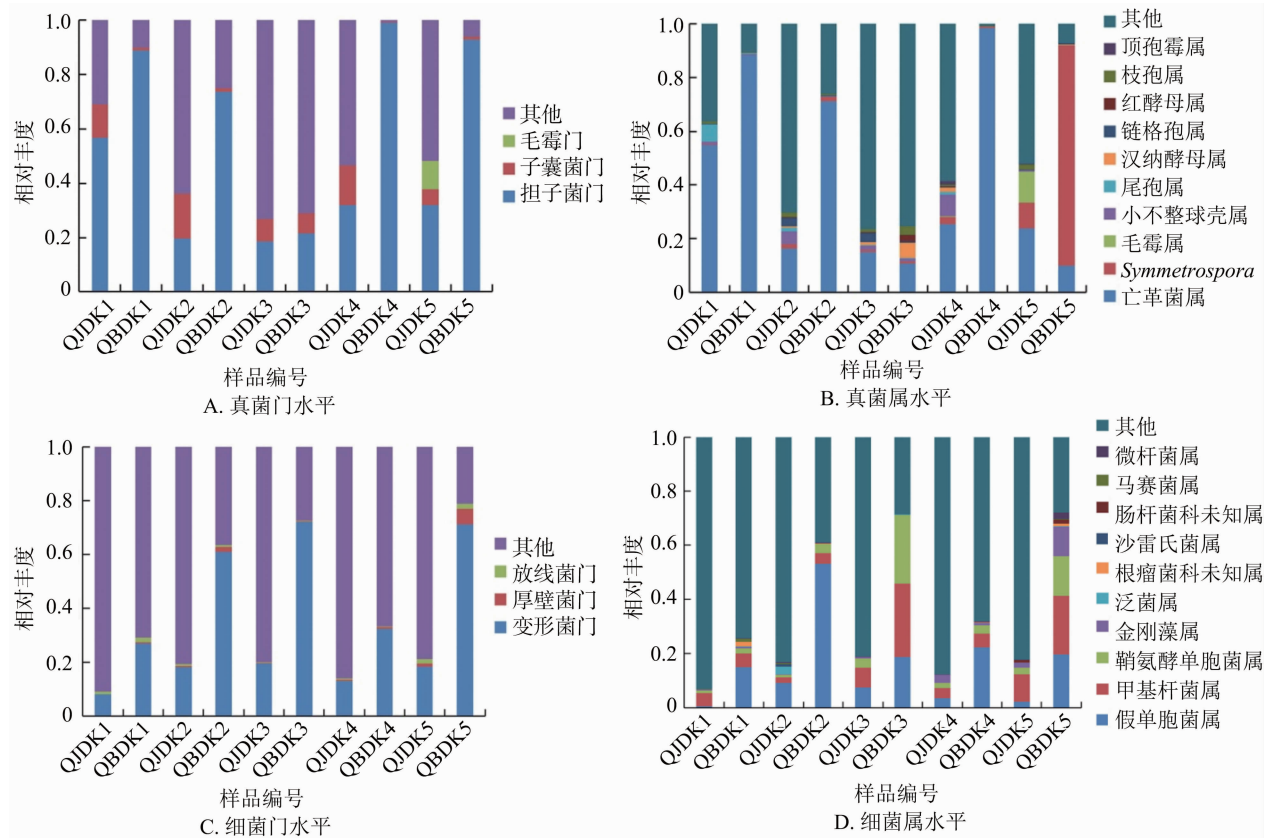 1.0
0.8
0.6
0.4
0.2
0
相对丰度
QJDK1
QBDK1
QJDK2
QBDK2
QJDK3
QBDK3
QJDK4
QBDK4
QJDK5
QBDK5
样品编号
A. 真菌门水平
其他
毛霉门
子囊菌门
担子菌门
1.0
0.8
0.6
0.4
0.2
0
相对丰度
QJDK1
QBDK1
QJDK2
QBDK2
QJDK3
QBDK3
QJDK4
QBDK4
QJDK5
QBDK5
样品编号
B. 真菌属水平
其他
顶孢霉属
枝孢属
红酵母属
链格孢属
汉纳酵母属
尾孢属
小不整球壳属
毛霉属
Symmetrospora
亡革菌属
1.0
0.8
0.6
0.4
0.2
0
相对丰度
QJDK1
QBDK1
QJDK2
QBDK2
QJDK3
QBDK3
QJDK4
QBDK4
QJDK5
QBDK5
样品编号
C. 细菌门水平
其他
放线菌门
厚壁菌门
变形菌门
1.0
0.8
0.6
0.4
0.2
0
相对丰度
QJDK1
QBDK1
QJDK2
QBDK2
QJDK3
QBDK3
QJDK4
QBDK4
QJDK5
QBDK5
样品编号
D. 细菌属水平
其他
微杆菌属
马赛菌属
肠杆菌科未知属
沙雷氏菌属
根瘤菌科未知属
泛菌属
金刚藻属
鞘氨酵单胞菌属
甲基杆菌属
假单胞菌属